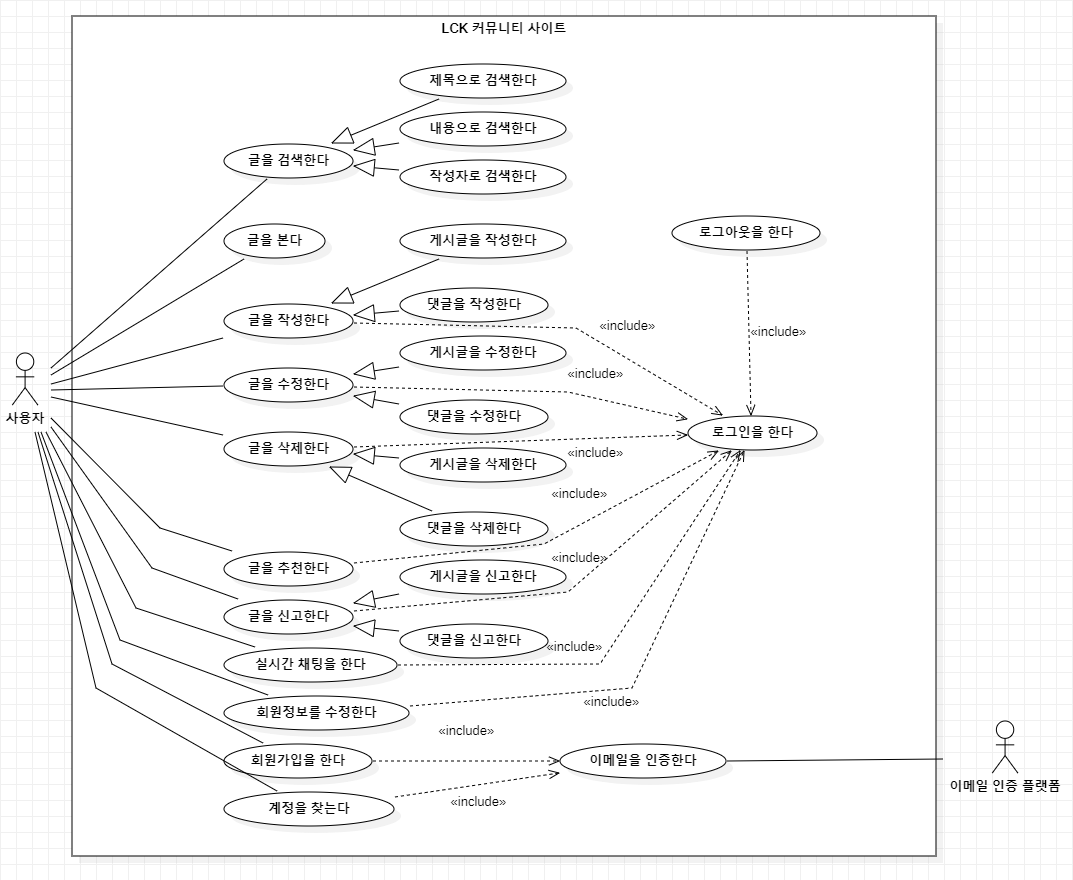 LCK 커뮤니티 사이트
제목으로 검색한다
내용으로 검색한다
글을 검색한다
작성자로 검색한다
로그아웃을 한다
글을 본다
게시글을 작성한다
댓글을 작성한다
글을 작성한다
«include»
«include»
게시글을 수정한다
«include»
글을 수정한다
사용자
댓글을 수정한다
로그인을 한다
글을 삭제한다
«include»
게시글을 삭제한다
«include»
댓글을 삭제한다
«include»
글을 추천한다
게시글을 신고한다
글을 신고한다
댓글을 신고한다
«include»
실시간 채팅을 한다
«include»
회원정보를 수정한다
«include»
회원가입을 한다
이메일을 인증한다
이메일 인증 플랫폼
«include»
계정을 찾는다